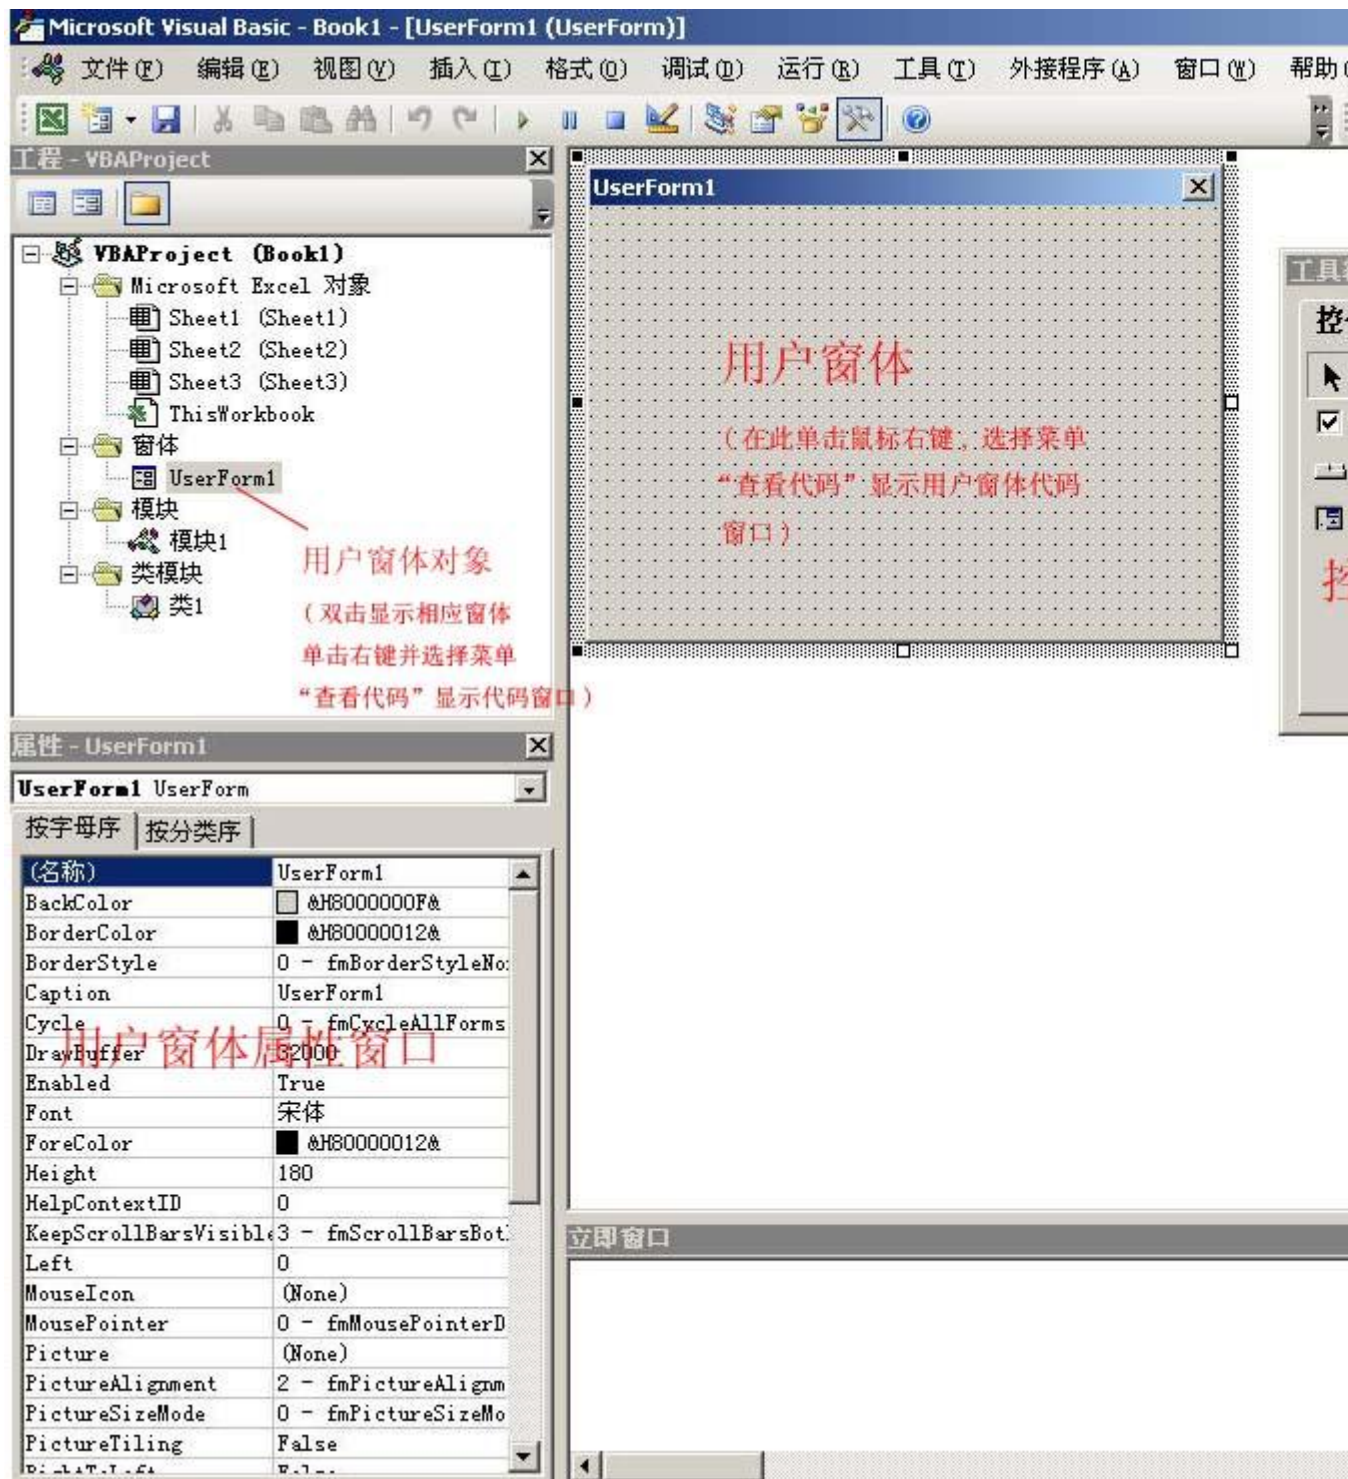 Microsoft Visual Basic - Book1 - [UserForm1 (UserForm)]
文件(F) 编辑(E) 视图(V) 插入(I) 格式(O) 调试(D) 运行(R) 工具(T) 外接程序(A) 窗口(W) 帮助(
工程 - VBAProject
VBAProject (Book1)
Microsoft Excel 对象
Sheet1 (Sheet1)
Sheet2 (Sheet2)
Sheet3 (Sheet3)
ThisWorkbook
窗体
UserForm1
模块
模块1
类模块
类1
用户窗体对象
(双击显示相应窗体
单击右键并选择菜单
“查看代码”显示代码窗口)
UserForm1
用户窗体
(在此单击鼠标右键，选择菜单
“查看代码”显示用户窗体代码
窗口)
工具
属性 - UserForm1
UserForm1 UserForm
按字母序 按分类序
(名称) UserForm1
BackColor &H8000000F&
BorderColor &H80000012&
BorderStyle 0 - fmBorderStyleNo
Caption UserForm1
Cycle 0 - fmCycleAllForms
DrawBuffer 32000
Enabled True
Font 宋体
ForeColor &H80000012&
Height 180
HelpContextID 0
KeepScrollBarsVisible 3 - fmScrollBarsBot
Left 0
MouseIcon (None)
MousePointer 0 - fmMousePointerD
Picture (None)
PictureAlignment 2 - fmPictureAlignm
PictureSizeMode 0 - fmPictureSizeMo
PictureTiling False
用户窗体属性窗口
立即窗口